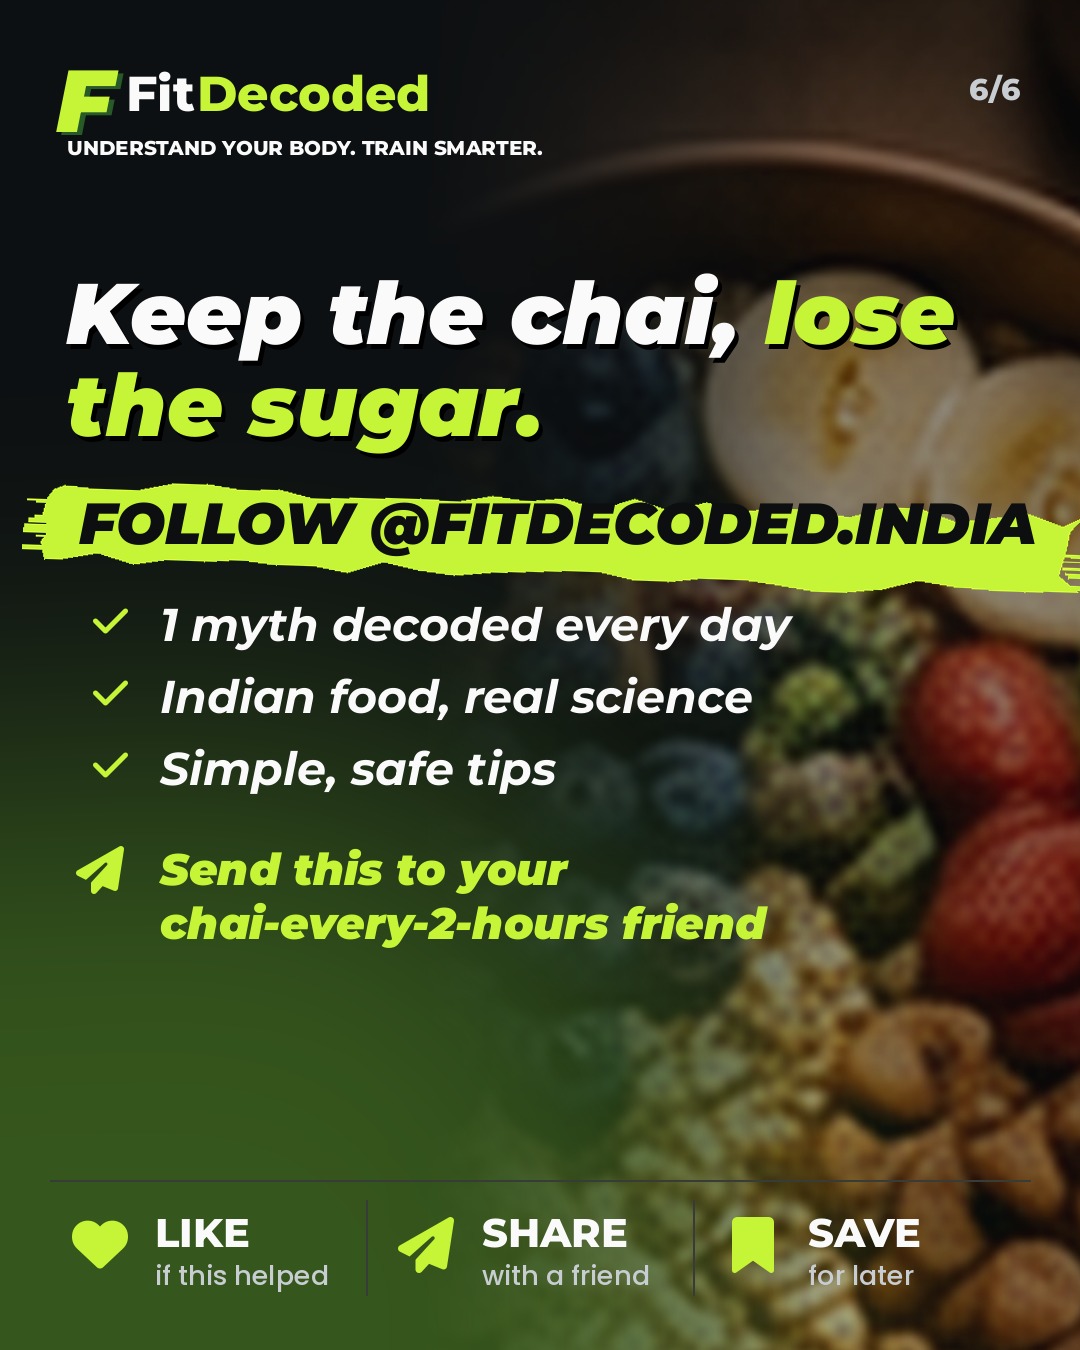 FitDecoded
6/6
UNDERSTAND YOUR BODY. TRAIN SMARTER.
Keep the chai, lose
the sugar.
FOLLOW @FITDECODED.INDIA
1 myth decoded every day
Indian food, real science
Simple, safe tips
Send this to your
chai-every-2-hours friend
LIKE
if this helped
SHARE
with a friend
SAVE
for later